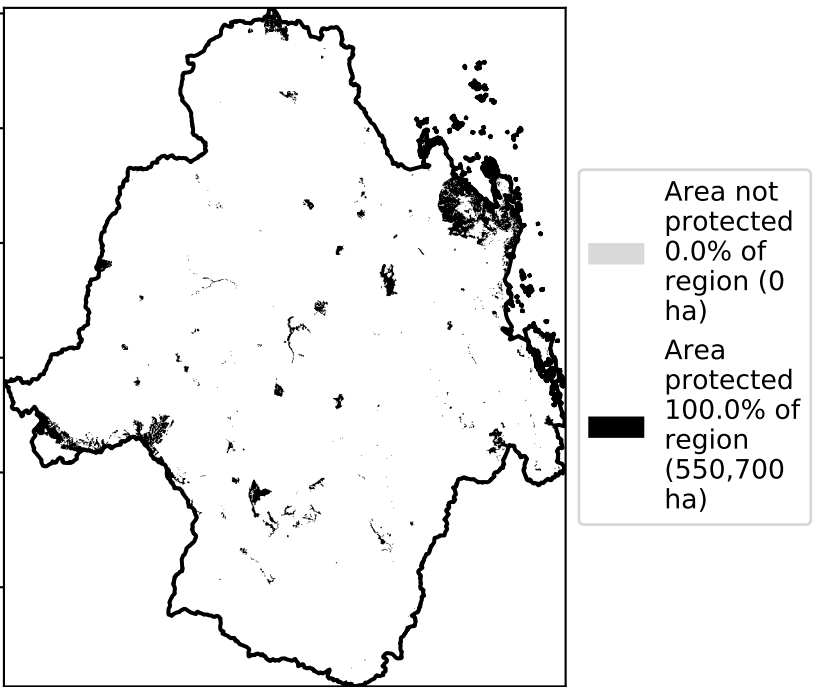 Area not
protected
0.0% of
region (0
ha)
Area
protected
100.0% of
region
(550,700
ha)